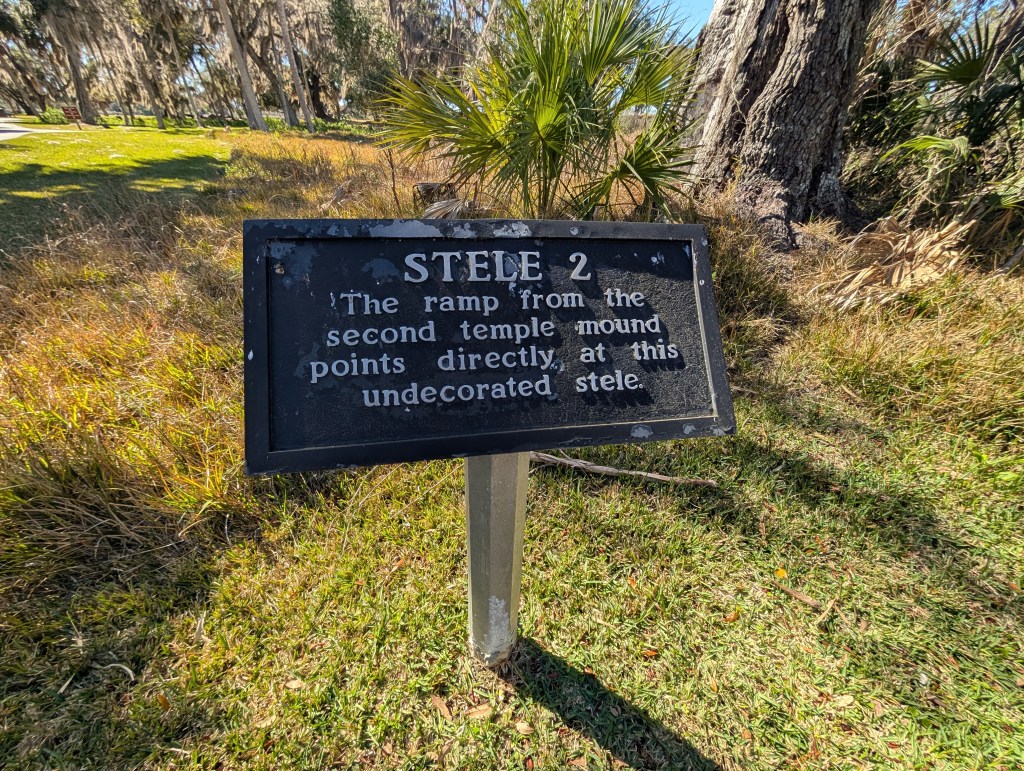 STELE 2
The ramp from the
second temple mound
points directly at this
undecorated stele.